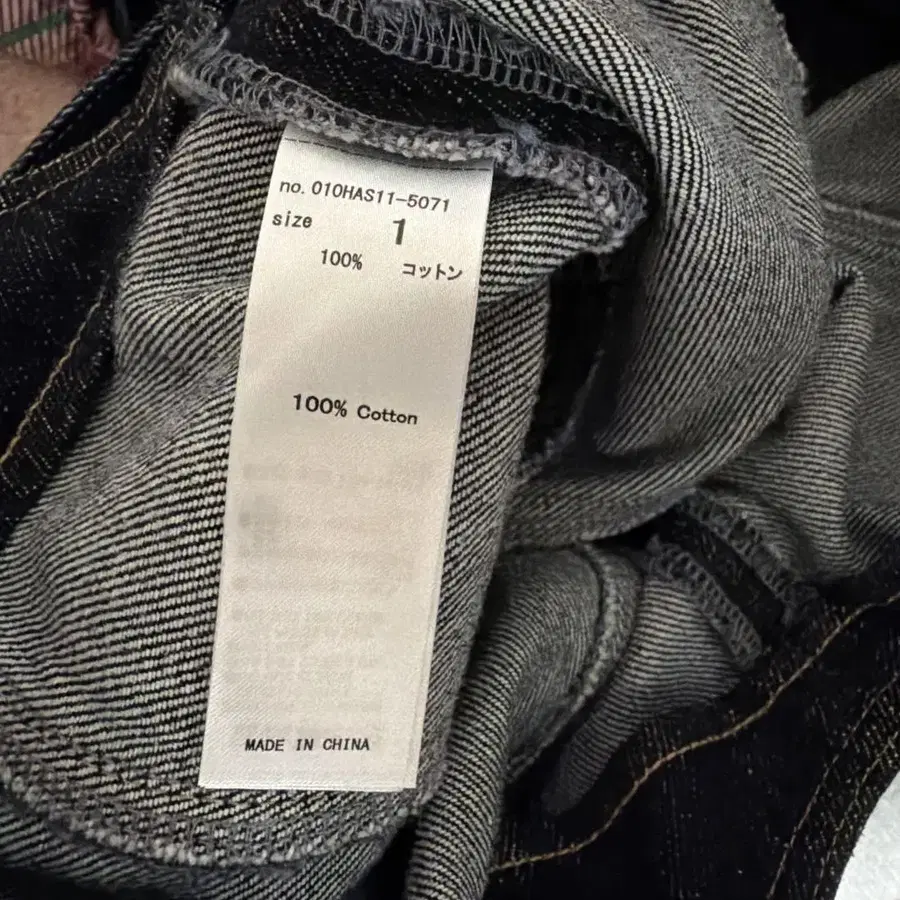 no. 010HAS11-5071
size 1
100% コットン
100% Cotton
MADE IN CHINA